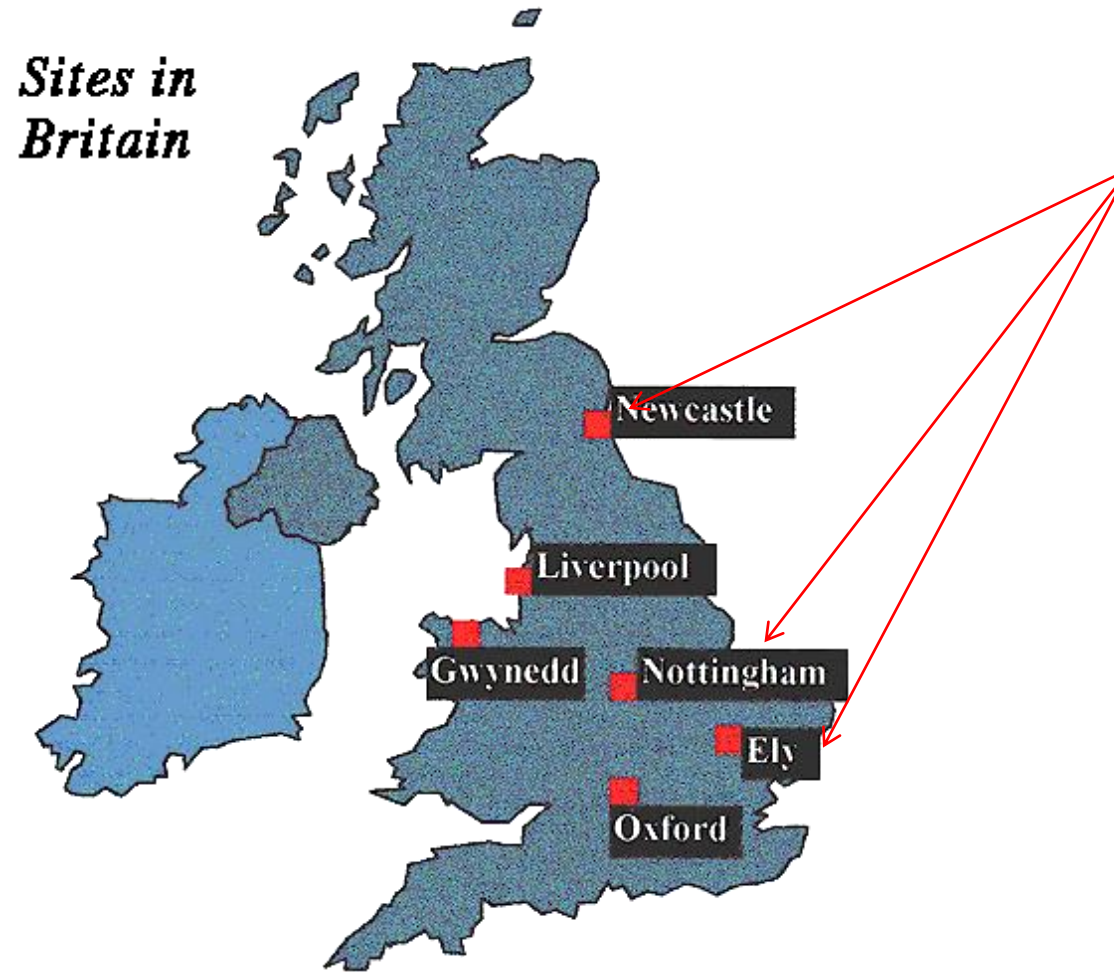 Sites in
Britain
Newcastle
Liverpool
Gwynedd
Nottingham
Ely
Oxford